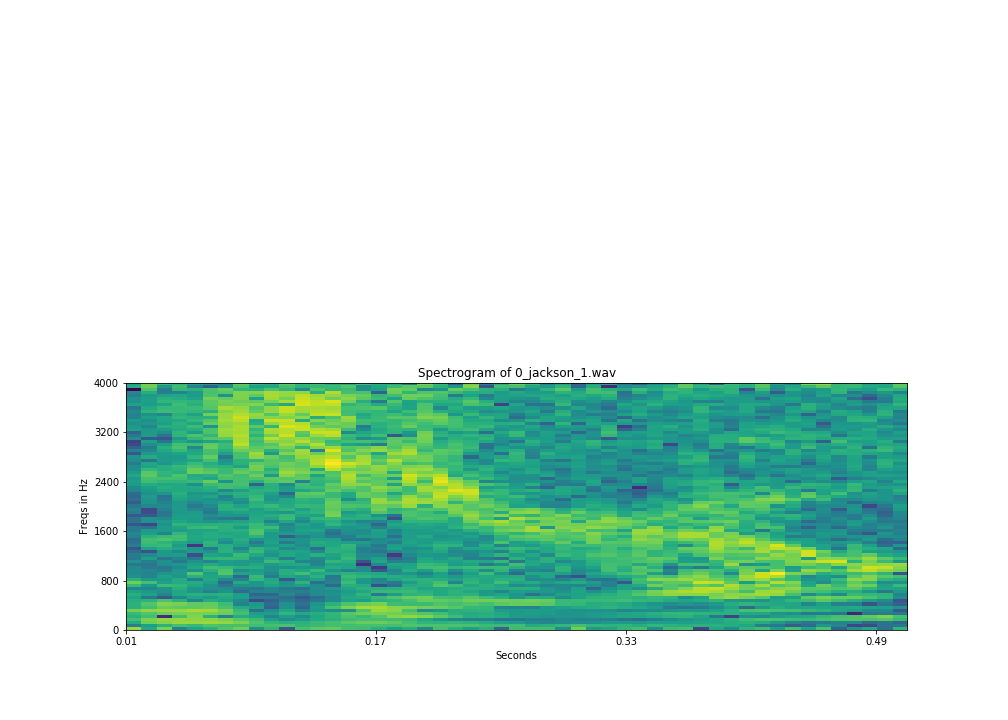 Spectrogram of 0_jackson_1.wav
Freqs in Hz
4000
3200
2400
1600
800
0
0.01 0.17 0.33 0.49
Seconds